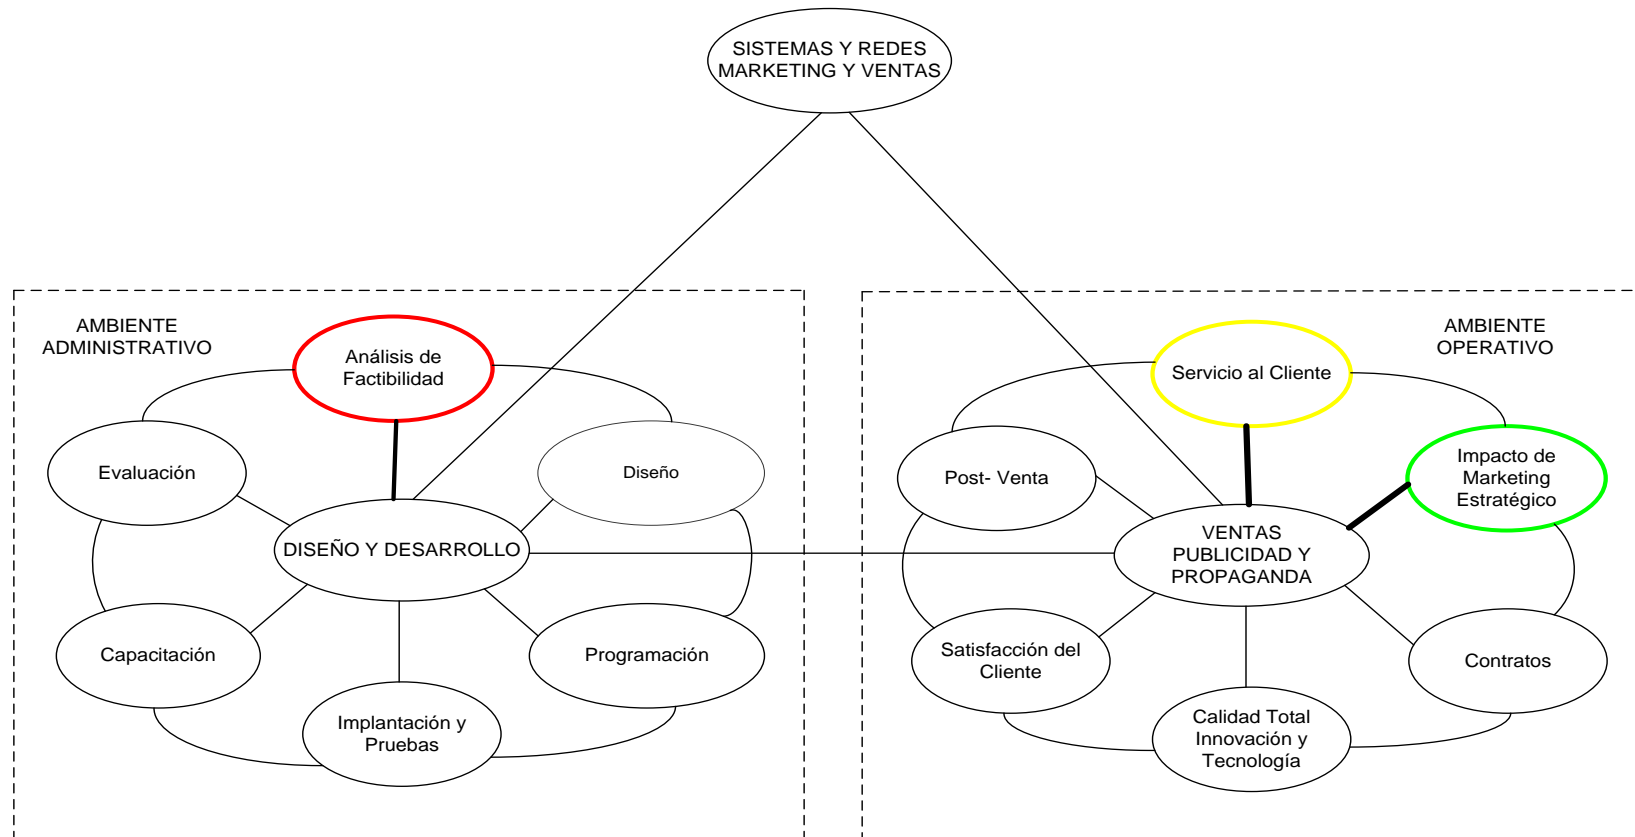 SISTEMAS Y REDES
MARKETING Y VENTAS
AMBIENTE
ADMINISTRATIVO
Análisis de
Factibilidad
Evaluación
Diseño
DISEÑO Y DESARROLLO
Capacitación
Programación
Implantación y
Pruebas
AMBIENTE
OPERATIVO
Servicio al Cliente
Post- Venta
Impacto de
Marketing
Estratégico
VENTAS
PUBLICIDAD Y
PROPAGANDA
Satisfacción del
Cliente
Contratos
Calidad Total
Innovación y
Tecnología